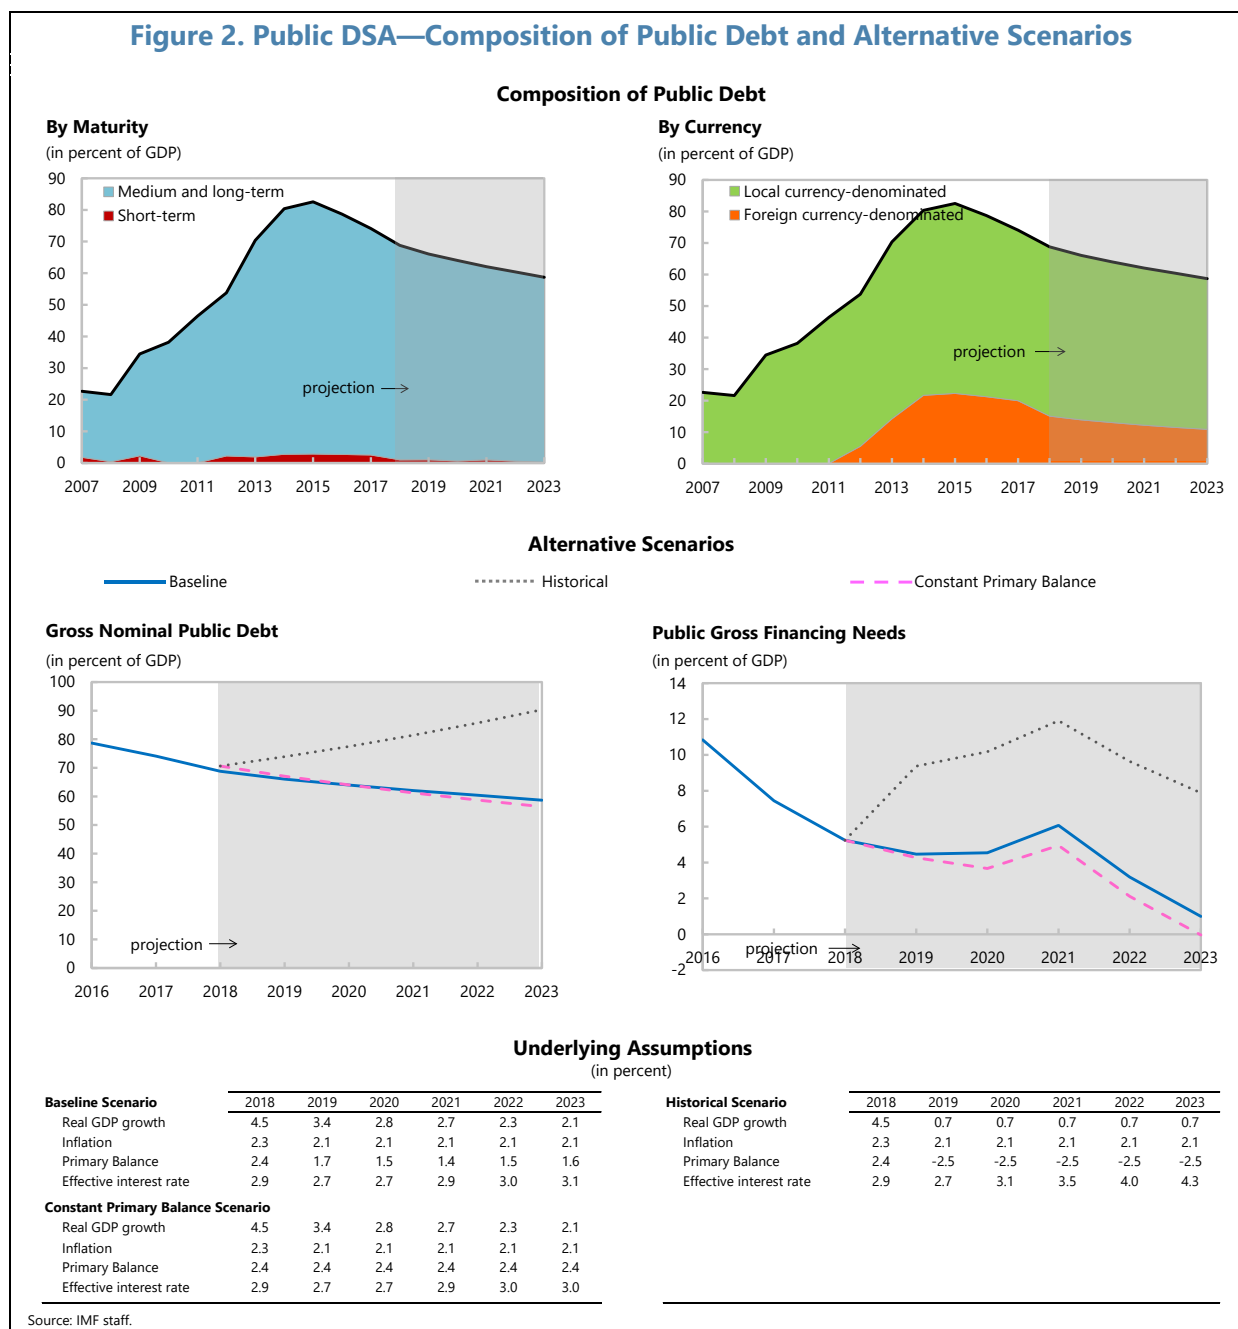 Figure 2. Public DSA—Composition of Public Debt and Alternative Scenarios
Composition of Public Debt
By Maturity
(in percent of GDP)
90
80
70
60
50
40
30
20
10
0
Medium and long-term
Short-term
projection
2007 2009 2011 2013 2015 2017 2019 2021 2023
By Currency
(in percent of GDP)
90
80
70
60
50
40
30
20
10
0
Local currency-denominated
Foreign currency-denominated
projection
2007 2009 2011 2013 2015 2017 2019 2021 2023
Alternative Scenarios
Baseline Historical Constant Primary Balance
Gross Nominal Public Debt
(in percent of GDP)
100
90
80
70
60
50
40
30
20
10
0
projection
2016 2017 2018 2019 2020 2021 2022 2023
Public Gross Financing Needs
(in percent of GDP)
14
12
10
8
6
4
2
0
-2
projection
2016 2017 2018 2019 2020 2021 2022 2023
Underlying Assumptions
(in percent)
Baseline Scenario 2018 2019 2020 2021 2022 2023
Real GDP growth 4.5 3.4 2.8 2.7 2.3 2.1
Inflation 2.3 2.1 2.1 2.1 2.1 2.1
Primary Balance 2.4 1.7 1.5 1.4 1.5 1.6
Effective interest rate 2.9 2.7 2.7 2.9 3.0 3.1
Constant Primary Balance Scenario
Real GDP growth 4.5 3.4 2.8 2.7 2.3 2.1
Inflation 2.3 2.1 2.1 2.1 2.1 2.1
Primary Balance 2.4 2.4 2.4 2.4 2.4 2.4
Effective interest rate 2.9 2.7 2.7 2.9 3.0 3.0
Historical Scenario 2018 2019 2020 2021 2022 2023
Real GDP growth 4.5 0.7 0.7 0.7 0.7 0.7
Inflation 2.3 2.1 2.1 2.1 2.1 2.1
Primary Balance 2.4 -2.5 -2.5 -2.5 -2.5 -2.5
Effective interest rate 2.9 2.7 3.1 3.5 4.0 4.3
Source: IMF staff.